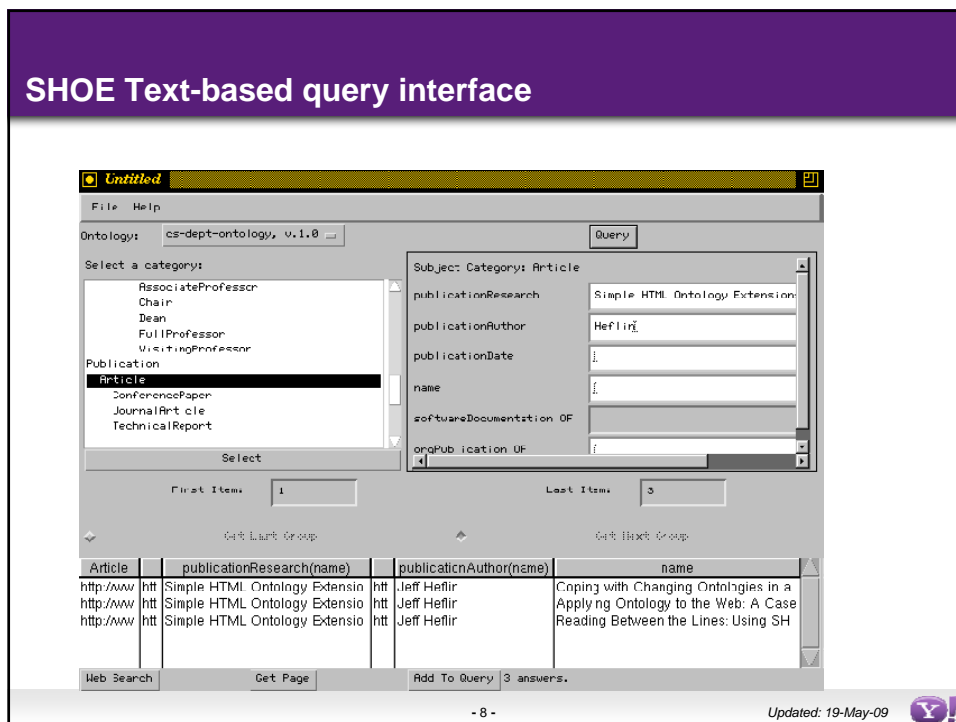 SHOE Text-based query interface
Untitled
File Help
Ontology: cs-dept-ontology, v.1.0 Query
Select a category:
AssociateProfessor
Chair
Dean
FullProfessor
VisitingProfessor
Publication
Article
ConferencePaper
JournalArticle
TechnicalReport
Select
Subject Category: Article
publicationResearch Simple HTML Ontology Extension
publicationAuthor Heflin
publicationDate
name
softwareDocumentation OF
orgPublication OF
First Item: 1 Last Item: 3
Get Last Group Get Next Group
Article publicationResearch(name) publicationAuthor(name) name
http://www htt Simple HTML Ontology Extensio htt Jeff Heflin Coping with Changing Ontologies in a
http://www htt Simple HTML Ontology Extensio htt Jeff Heflin Applying Ontology to the Web: A Case
http://www htt Simple HTML Ontology Extensio htt Jeff Heflin Reading Between the Lines: Using SH
Web Search Get Page Add To Query 3 answers.
- 8 - Updated: 19-May-09 Y!